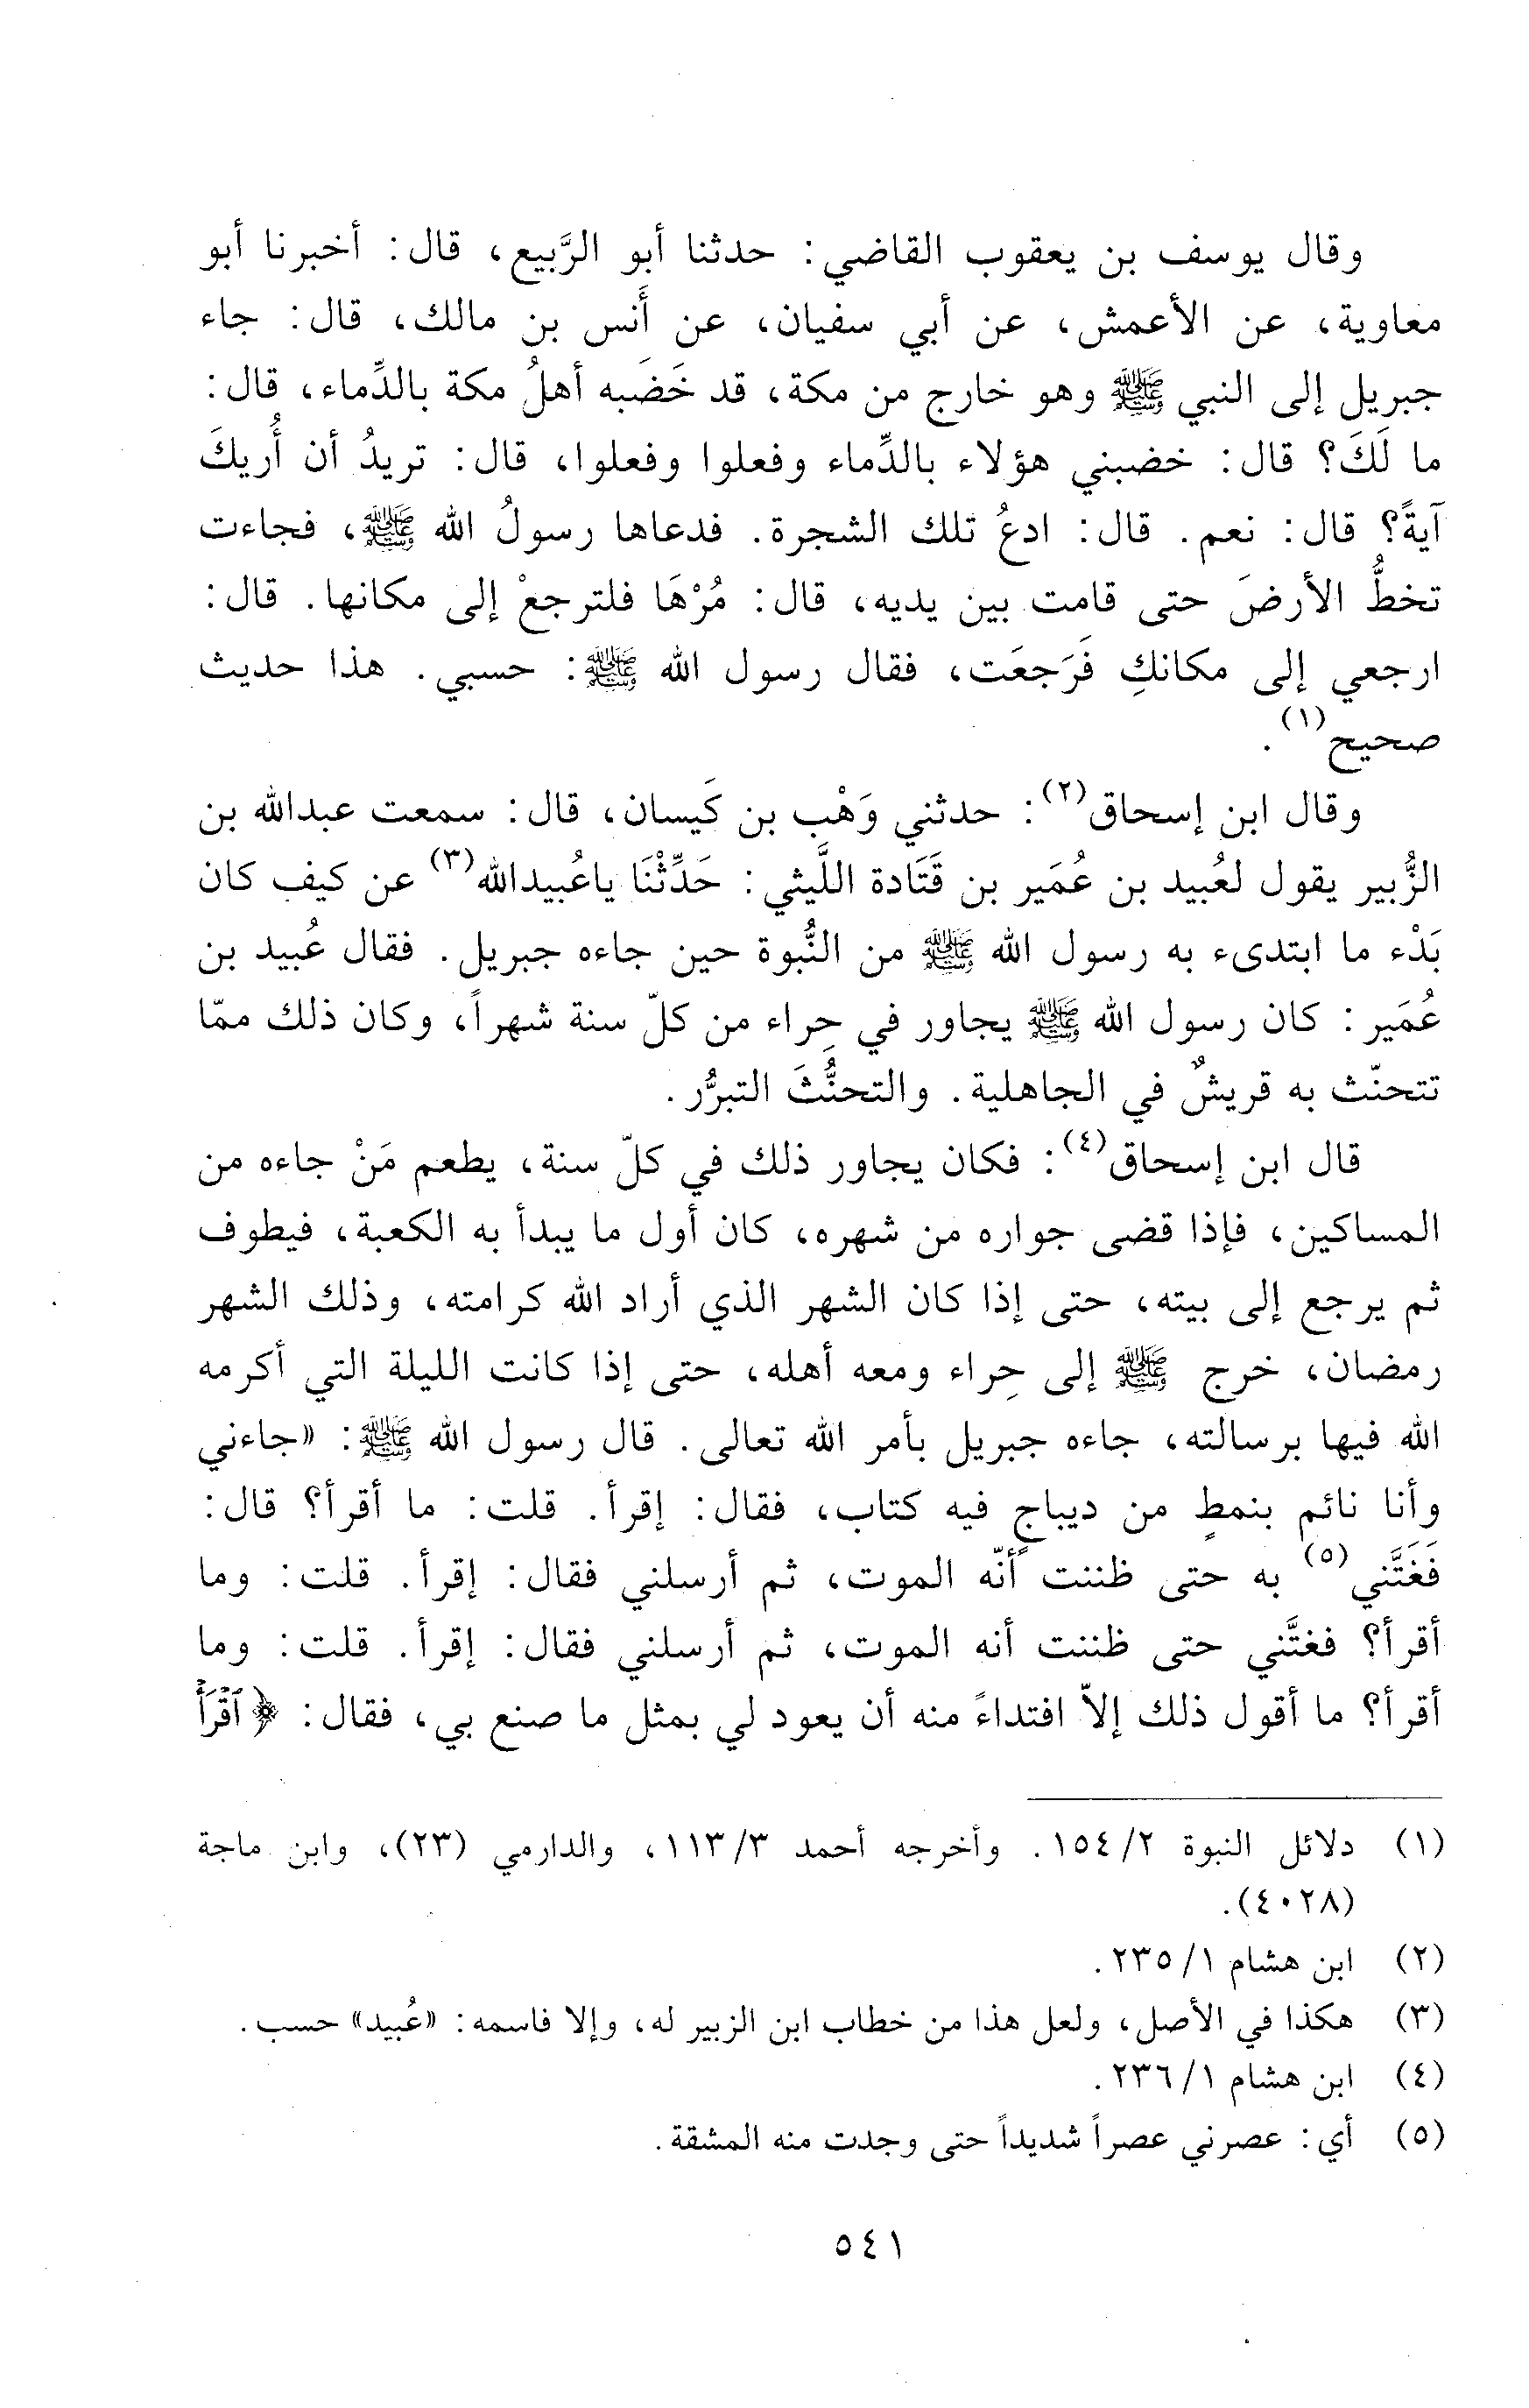 وقال يوسف بن يعقوب القاضي: حدثنا أبو الرَّبيع، قال: أخبرنا أبو
معاوية، عن الأعمش، عن أبي سفيان، عن أَنس بن مالك، قال: جاء
جبريل إلى النبي ﷺ وهو خارج من مكة، قد خَضَبه أهلُ مكة بالدِّماء، قال:
ما لَكَ؟ قال: خضبني هؤلاء بالدِّماء وفعلوا وفعلوا، قال: تريدُ أن أُريكَ
آيةً؟ قال: نعم. قال: ادعُ تلك الشجرة. فدعاها رسولُ الله ﷺ، فجاءت
تخطُّ الأرضَ حتى قامت بين يديه، قال: مُرْهَا فلترجعْ إلى مكانها. قال:
ارجعي إلى مكانكِ فَرَجعَت، فقال رسول الله ﷺ: حسبي. هذا حديث
صحيح(١).
وقال ابن إسحاق(٢): حدثني وَهْب بن كَيسان، قال: سمعت عبدالله بن
الزُّبير يقول لعُبيد بن عُمَير بن قَتَادة اللَّيثي: حَدِّثْنَا ياعُبيدالله(٣) عن كيف كان
بَدْء ما ابتدىء به رسول الله ﷺ من النُّبوة حين جاءه جبريل. فقال عُبيد بن
عُمَير: كان رسول الله ﷺ يجاور في حِراء من كلّ سنة شهراً، وكان ذلك ممّا
تتحنّث به قريشٌ في الجاهلية. والتحنُّثَ التبرُّر.
قال ابن إسحاق(٤): فكان يجاور ذلك في كلّ سنة، يطعم مَنْ جاءه من
المساكين، فإذا قضى جواره من شهره، كان أول ما يبدأ به الكعبة، فيطوف
ثم يرجع إلى بيته، حتى إذا كان الشهر الذي أراد الله كرامته، وذلك الشهر
رمضان، خرج ﷺ إلى حِراء ومعه أهله، حتى إذا كانت الليلة التي أكرمه
الله فيها برسالته، جاءه جبريل بأمر الله تعالى. قال رسول الله ﷺ: «جاءني
وأنا نائم بنمطٍ من ديباجٍ فيه كتاب، فقال: إقرأ. قلت: ما أقرأ؟ قال:
فَغَتَّني(٥) به حتى ظننت أنّه الموت، ثم أرسلني فقال: إقرأ. قلت: وما
أقرأ؟ فغتَّني حتى ظننت أنه الموت، ثم أرسلني فقال: إقرأ. قلت: وما
أقرأ؟ ما أقول ذلك إلاّ افتداءً منه أن يعود لي بمثل ما صنع بي، فقال: ﴿ٱقْرَأْ
(١) دلائل النبوة ٢/ ١٥٤. وأخرجه أحمد ٣/ ١١٣، والدارمي (٢٣)، وابن ماجة
(٤٠٢٨).
(٢) ابن هشام ١/ ٢٣٥.
(٣) هكذا في الأصل، ولعل هذا من خطاب ابن الزبير له، وإلا فاسمه: «عُبيد» حسب.
(٤) ابن هشام ١/ ٢٣٦.
(٥) أي: عصرني عصراً شديداً حتى وجدت منه المشقة.
٥٤١